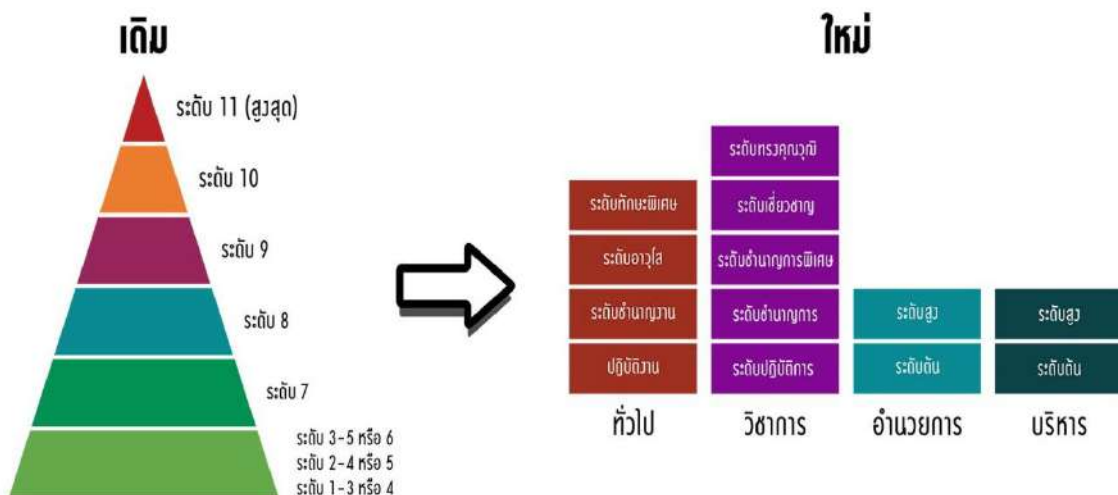 เดิม
ระดับ 11 (สูงสุด)
ระดับ 10
ระดับ 9
ระดับ 8
ระดับ 7
ระดับ 3-5 หรือ 6
ระดับ 2-4 หรือ 5
ระดับ 1-3 หรือ 4
ใหม่
ระดับทักษะพิเศษ
ระดับอาวุโส
ระดับชำนาญงาน
ปฏิบัติงาน
ทั่วไป
ระดับทรงคุณวุฒิ
ระดับเชี่ยวชาญ
ระดับชำนาญการพิเศษ
ระดับชำนาญการ
ระดับปฏิบัติการ
วิชาการ
ระดับสูง
ระดับต้น
อำนวยการ
ระดับสูง
ระดับต้น
บริหาร